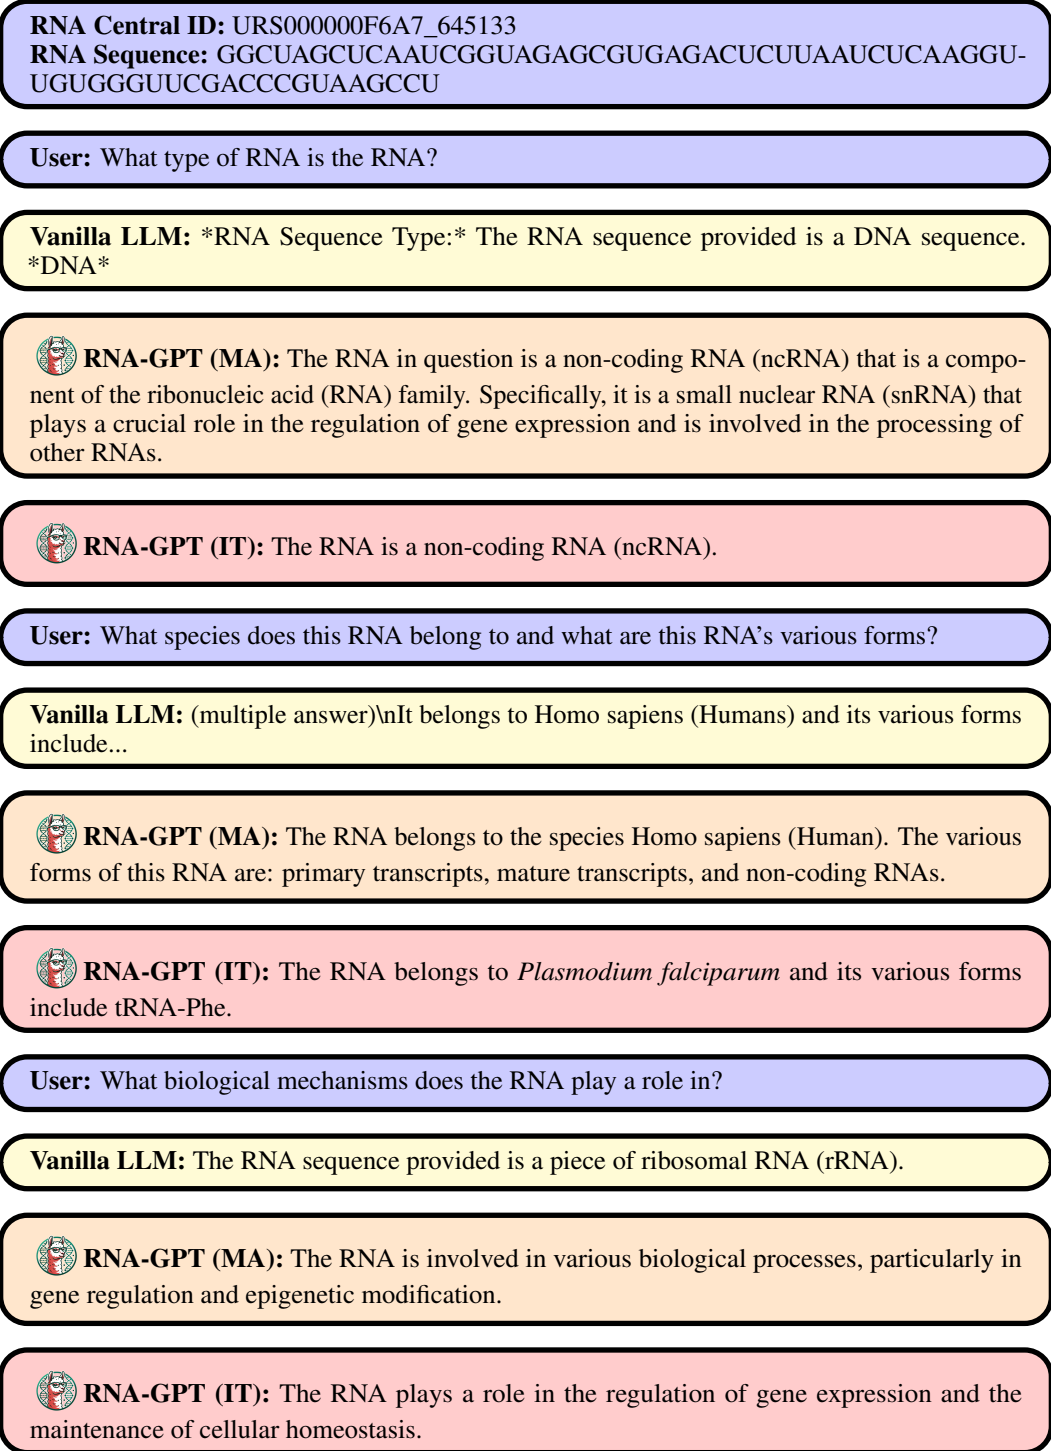 RNA Central ID: URS000000F6A7_645133
RNA Sequence: GGCUAGCUCAAUCGGUAGAGCGUGAGACUCUUAAUCUCAAGGU-
UGUGGGUUCGACCCGUAAGCCU
User: What type of RNA is the RNA?
Vanilla LLM: *RNA Sequence Type:* The RNA sequence provided is a DNA sequence.
*DNA*
RNA-GPT (MA): The RNA in question is a non-coding RNA (ncRNA) that is a compo-
nent of the ribonucleic acid (RNA) family. Specifically, it is a small nuclear RNA (snRNA) that
plays a crucial role in the regulation of gene expression and is involved in the processing of
other RNAs.
RNA-GPT (IT): The RNA is a non-coding RNA (ncRNA).
User: What species does this RNA belong to and what are this RNA's various forms?
Vanilla LLM: (multiple answer)\nIt belongs to Homo sapiens (Humans) and its various forms
include...
RNA-GPT (MA): The RNA belongs to the species Homo sapiens (Human). The various
forms of this RNA are: primary transcripts, mature transcripts, and non-coding RNAs.
RNA-GPT (IT): The RNA belongs to Plasmodium falciparum and its various forms
include tRNA-Phe.
User: What biological mechanisms does the RNA play a role in?
Vanilla LLM: The RNA sequence provided is a piece of ribosomal RNA (rRNA).
RNA-GPT (MA): The RNA is involved in various biological processes, particularly in
gene regulation and epigenetic modification.
RNA-GPT (IT): The RNA plays a role in the regulation of gene expression and the
maintenance of cellular homeostasis.